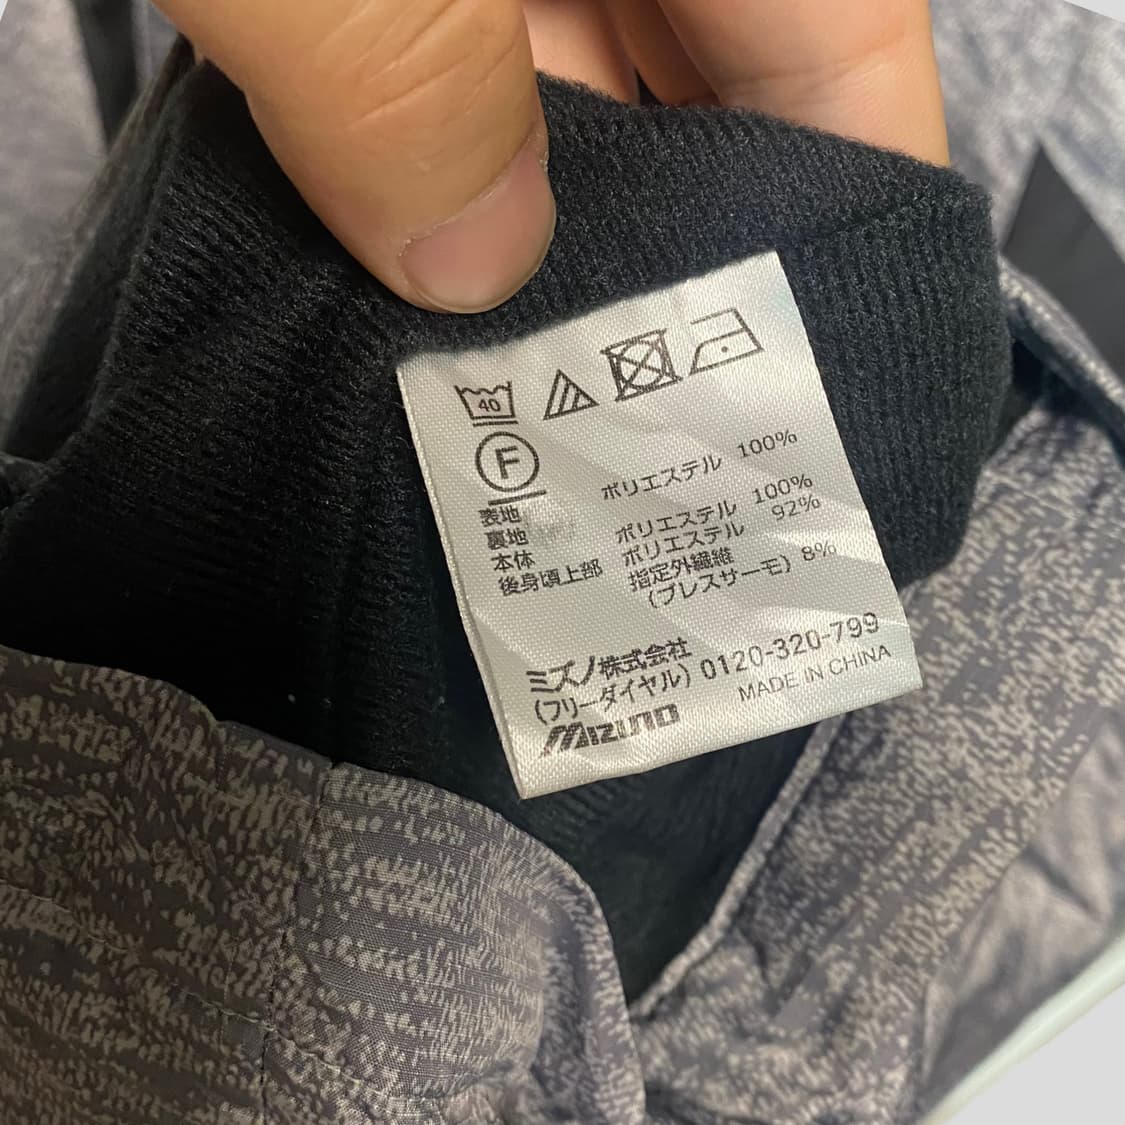 40
F
表地 ポリエステル 100%
裏地
本体 ポリエステル 100%
後身頃上部 ポリエステル 92%
指定外繊維
(ブレスサーモ) 8%
ミズノ株式会社
(フリーダイヤル) 0120-320-799
MIZUNO MADE IN CHINA